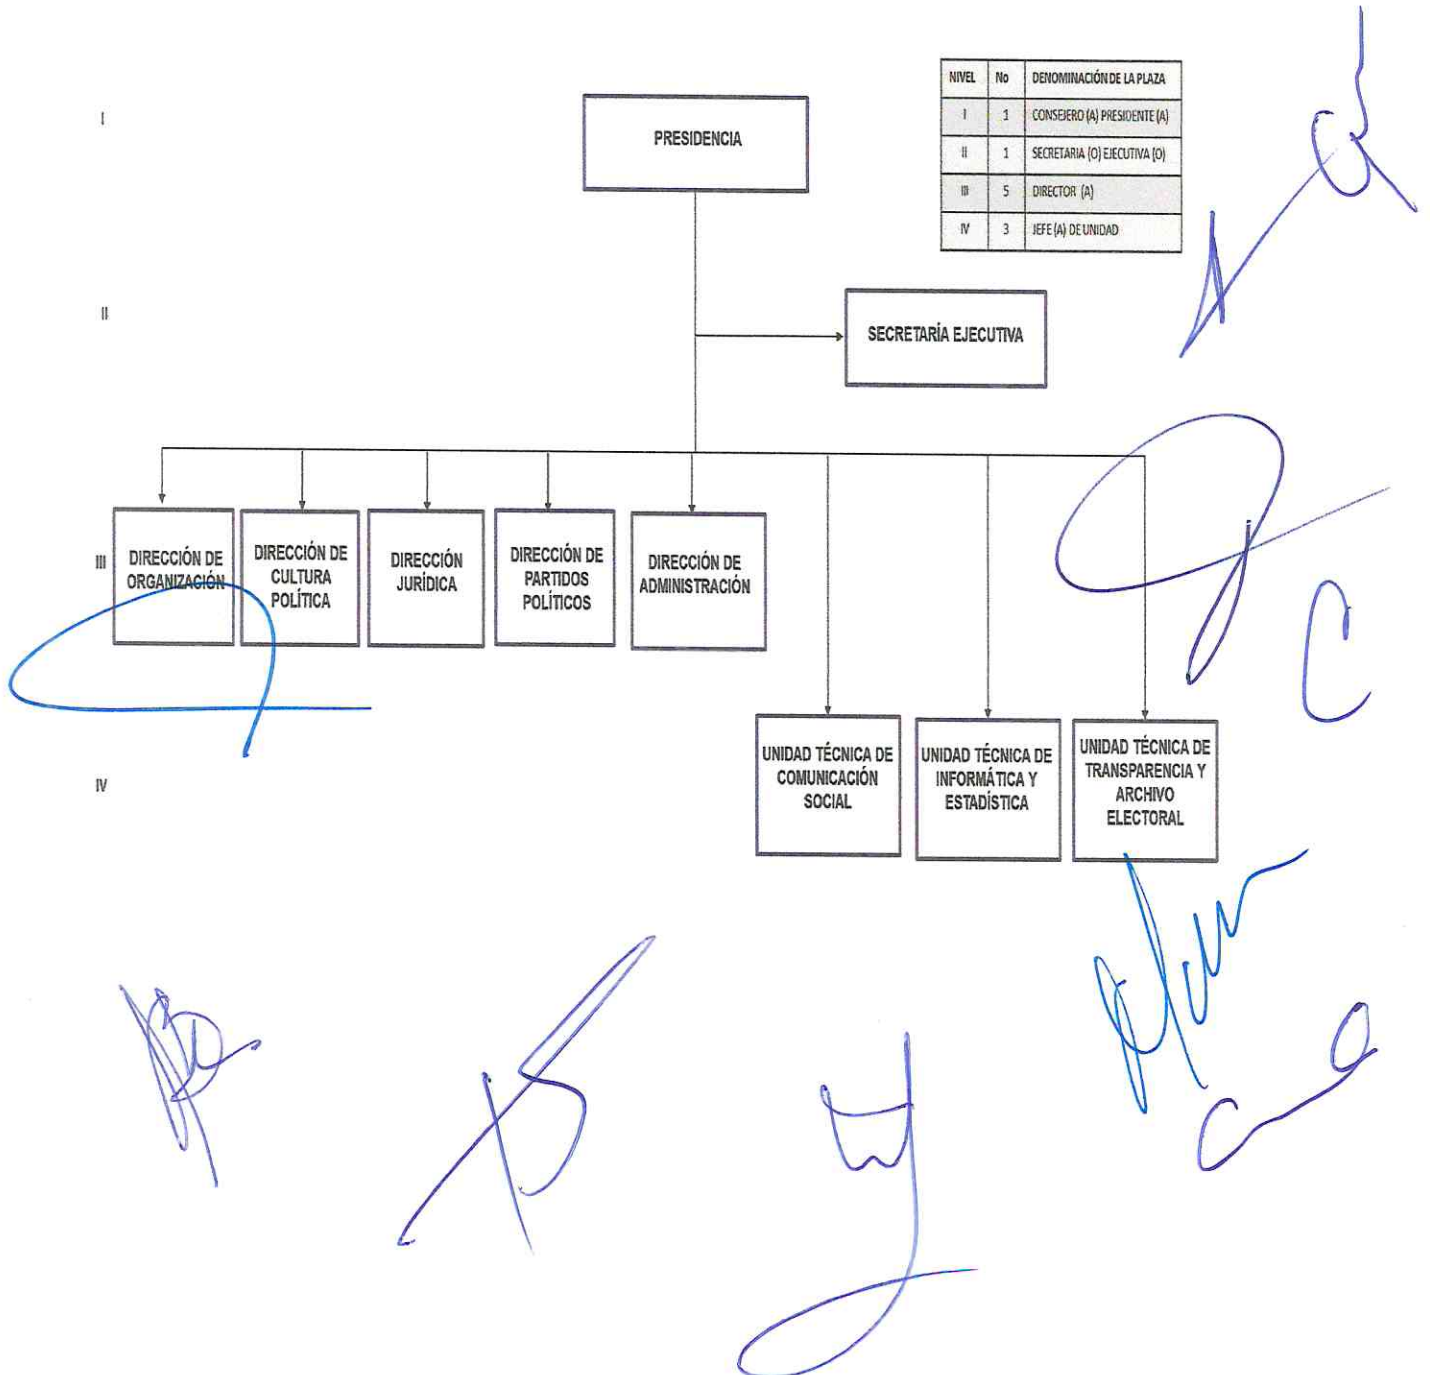 NIVEL No DENOMINACIÓN DE LA PLAZA
I 1 CONSEJERO (A) PRESIDENTE (A)
II 1 SECRETARIA (O) EJECUTIVA (O)
III 5 DIRECTOR (A)
IV 3 JEFE (A) DE UNIDAD
I
PRESIDENCIA
II
SECRETARÍA EJECUTIVA
III
DIRECCIÓN DE
ORGANIZACIÓN
DIRECCIÓN DE
CULTURA
POLÍTICA
DIRECCIÓN
JURÍDICA
DIRECCIÓN DE
PARTIDOS
POLÍTICOS
DIRECCIÓN DE
ADMINISTRACIÓN
IV
UNIDAD TÉCNICA DE
COMUNICACIÓN
SOCIAL
UNIDAD TÉCNICA DE
INFORMÁTICA Y
ESTADÍSTICA
UNIDAD TÉCNICA DE
TRANSPARENCIA Y
ARCHIVO
ELECTORAL